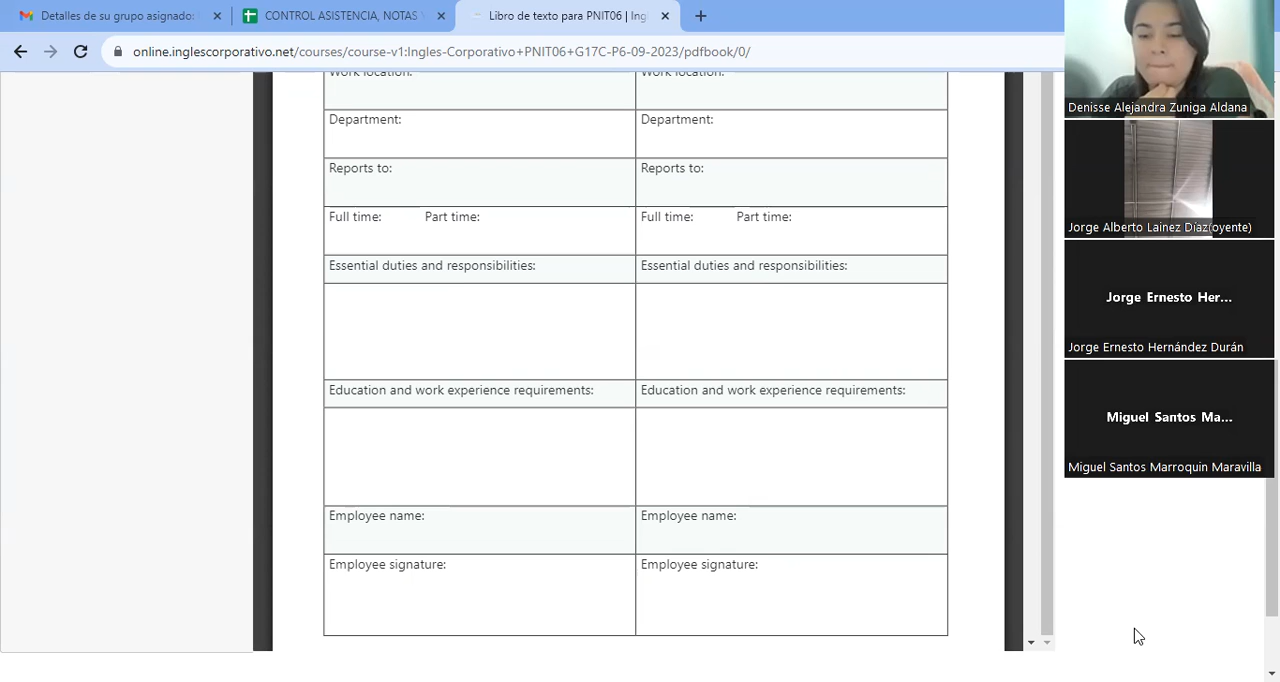 Detalles de su grupo asignado:
CONTROL ASISTENCIA, NOTAS Y
Libro de texto para PNIT06 | Ing
online.inglescorporativo.net/courses/course-v1:Ingles-Corporativo+PNIT06+G17C-P6-09-2023/pdfbook/0/
Work location: Work location:
Department: Department:
Reports to: Reports to:
Full time: Part time: Full time: Part time:
Essential duties and responsibilities: Essential duties and responsibilities:
Education and work experience requirements: Education and work experience requirements:
Employee name: Employee name:
Employee signature: Employee signature:
Denisse Alejandra Zuniga Aldana
Jorge Alberto Lainez Díaz(oyente)
Jorge Ernesto Her...
Jorge Ernesto Hernández Durán
Miguel Santos Ma...
Miguel Santos Marroquin Maravilla